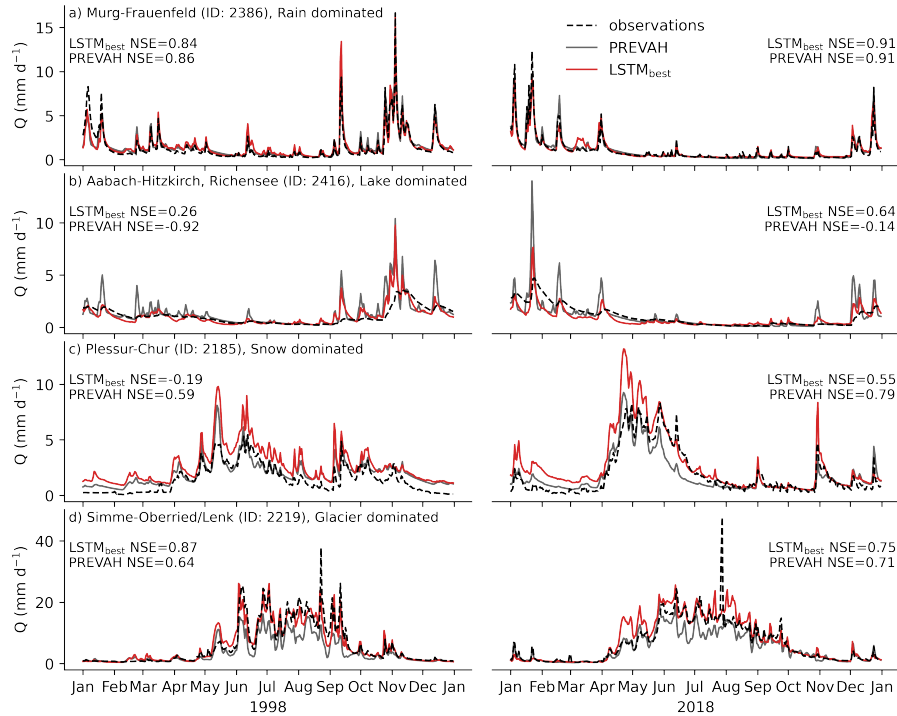 a) Murg-Frauenfeld (ID: 2386), Rain dominated
LSTMbest NSE=0.84
PREVAH NSE=0.86
observations
PREVAH
LSTMbest
LSTMbest NSE=0.91
PREVAH NSE=0.91
Q (mm d⁻¹)
15
10
5
0
b) Aabach-Hitzkirch, Richensee (ID: 2416), Lake dominated
LSTMbest NSE=0.26
PREVAH NSE=-0.92
LSTMbest NSE=0.64
PREVAH NSE=-0.14
Q (mm d⁻¹)
10
5
0
c) Plessur-Chur (ID: 2185), Snow dominated
LSTMbest NSE=-0.19
PREVAH NSE=0.59
LSTMbest NSE=0.55
PREVAH NSE=0.79
Q (mm d⁻¹)
10
5
0
d) Simme-Oberried/Lenk (ID: 2219), Glacier dominated
LSTMbest NSE=0.87
PREVAH NSE=0.64
LSTMbest NSE=0.75
PREVAH NSE=0.71
Q (mm d⁻¹)
40
20
0
Jan Feb Mar Apr May Jun Jul Aug Sep Oct Nov Dec Jan
Jan Feb Mar Apr May Jun Jul Aug Sep Oct Nov Dec Jan
1998
2018